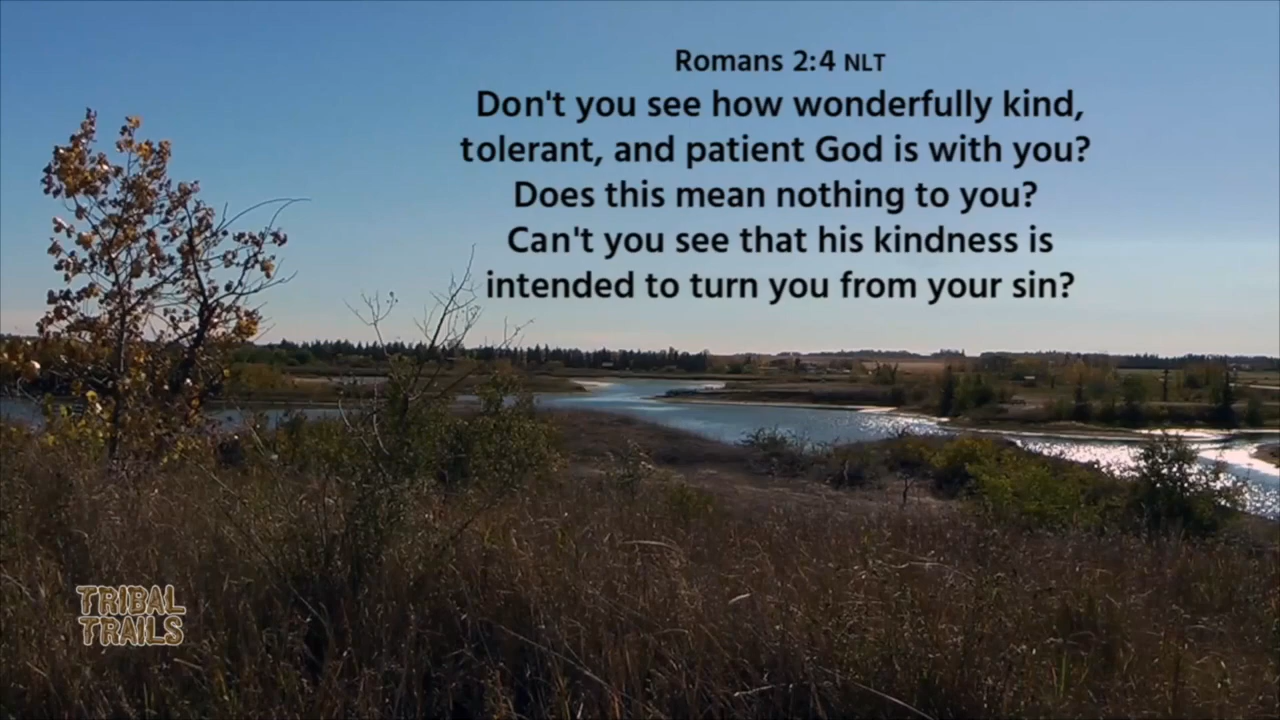 Romans 2:4 NLT
Don't you see how wonderfully kind,
tolerant, and patient God is with you?
Does this mean nothing to you?
Can't you see that his kindness is
intended to turn you from your sin?
TRIBAL
TRAILS